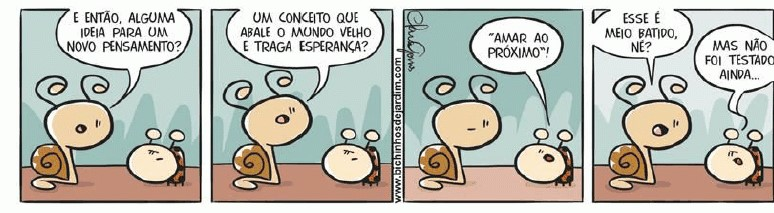 E ENTÃO, ALGUMA
IDEIA PARA UM
NOVO PENSAMENTO?
UM CONCEITO QUE
ABALE O MUNDO VELHO
E TRAGA ESPERANÇA?
www.bichinhosdejardim.com
"AMAR AO
PRÓXIMO"!
ESSE É
MEIO BATIDO,
NÉ?
MAS NÃO
FOI TESTADO
AINDA...